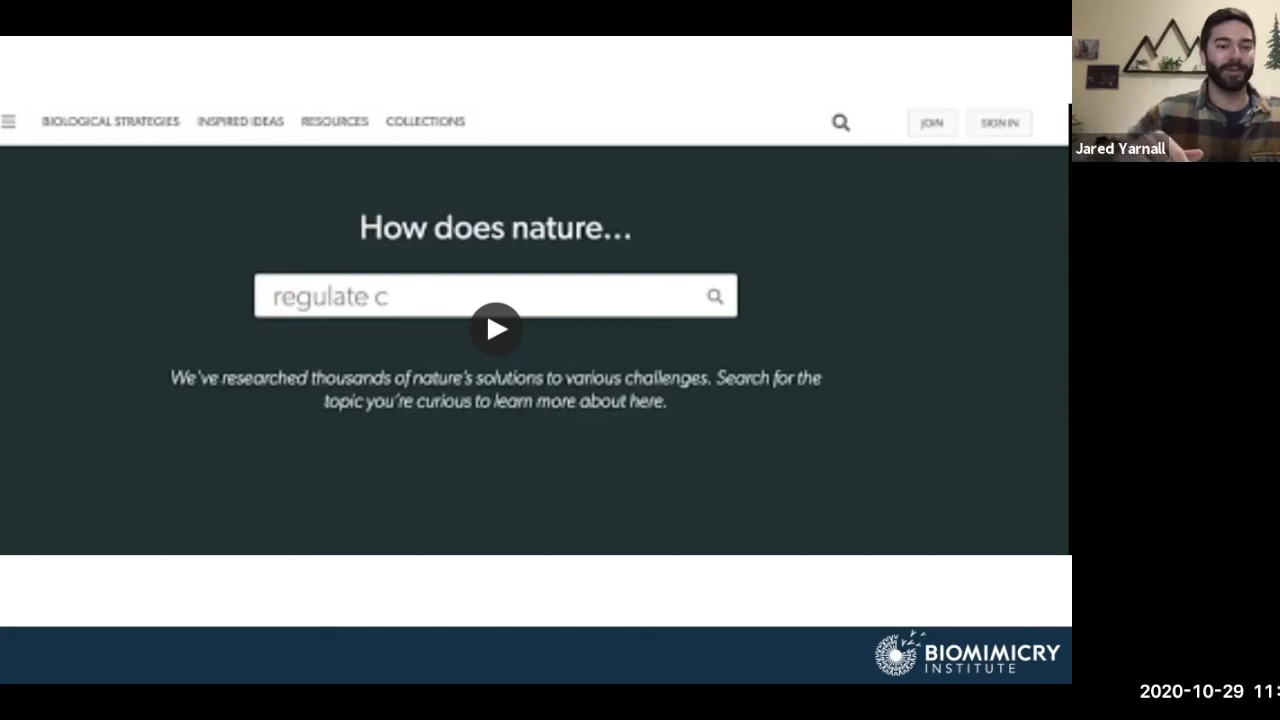 BIOLOGICAL STRATEGIES INSPIRED IDEAS RESOURCES COLLECTIONS JOIN SIGN IN
Jared Yarnall
How does nature...
regulate c
We've researched thousands of nature's solutions to various challenges. Search for the
topic you're curious to learn more about here.
BIOMIMICRY
INSTITUTE
2020-10-29 11: